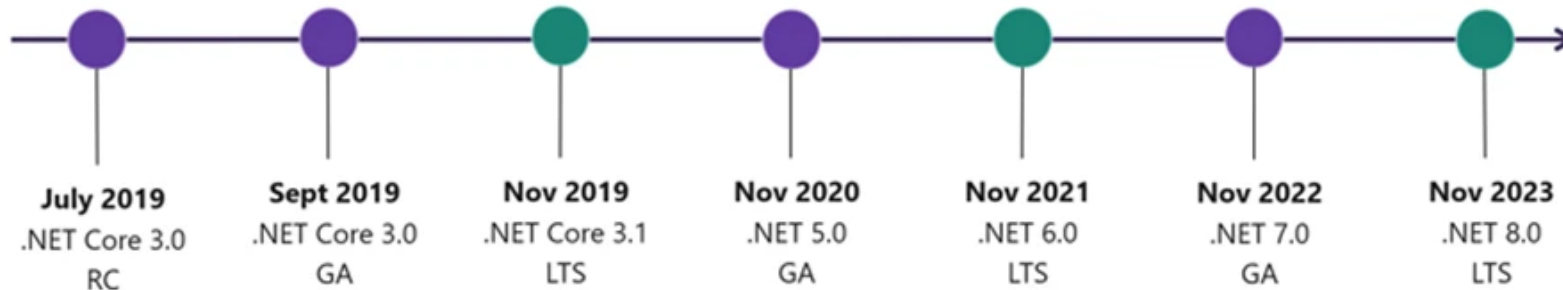 July 2019
.NET Core 3.0
RC
Sept 2019
.NET Core 3.0
GA
Nov 2019
.NET Core 3.1
LTS
Nov 2020
.NET 5.0
GA
Nov 2021
.NET 6.0
LTS
Nov 2022
.NET 7.0
GA
Nov 2023
.NET 8.0
LTS